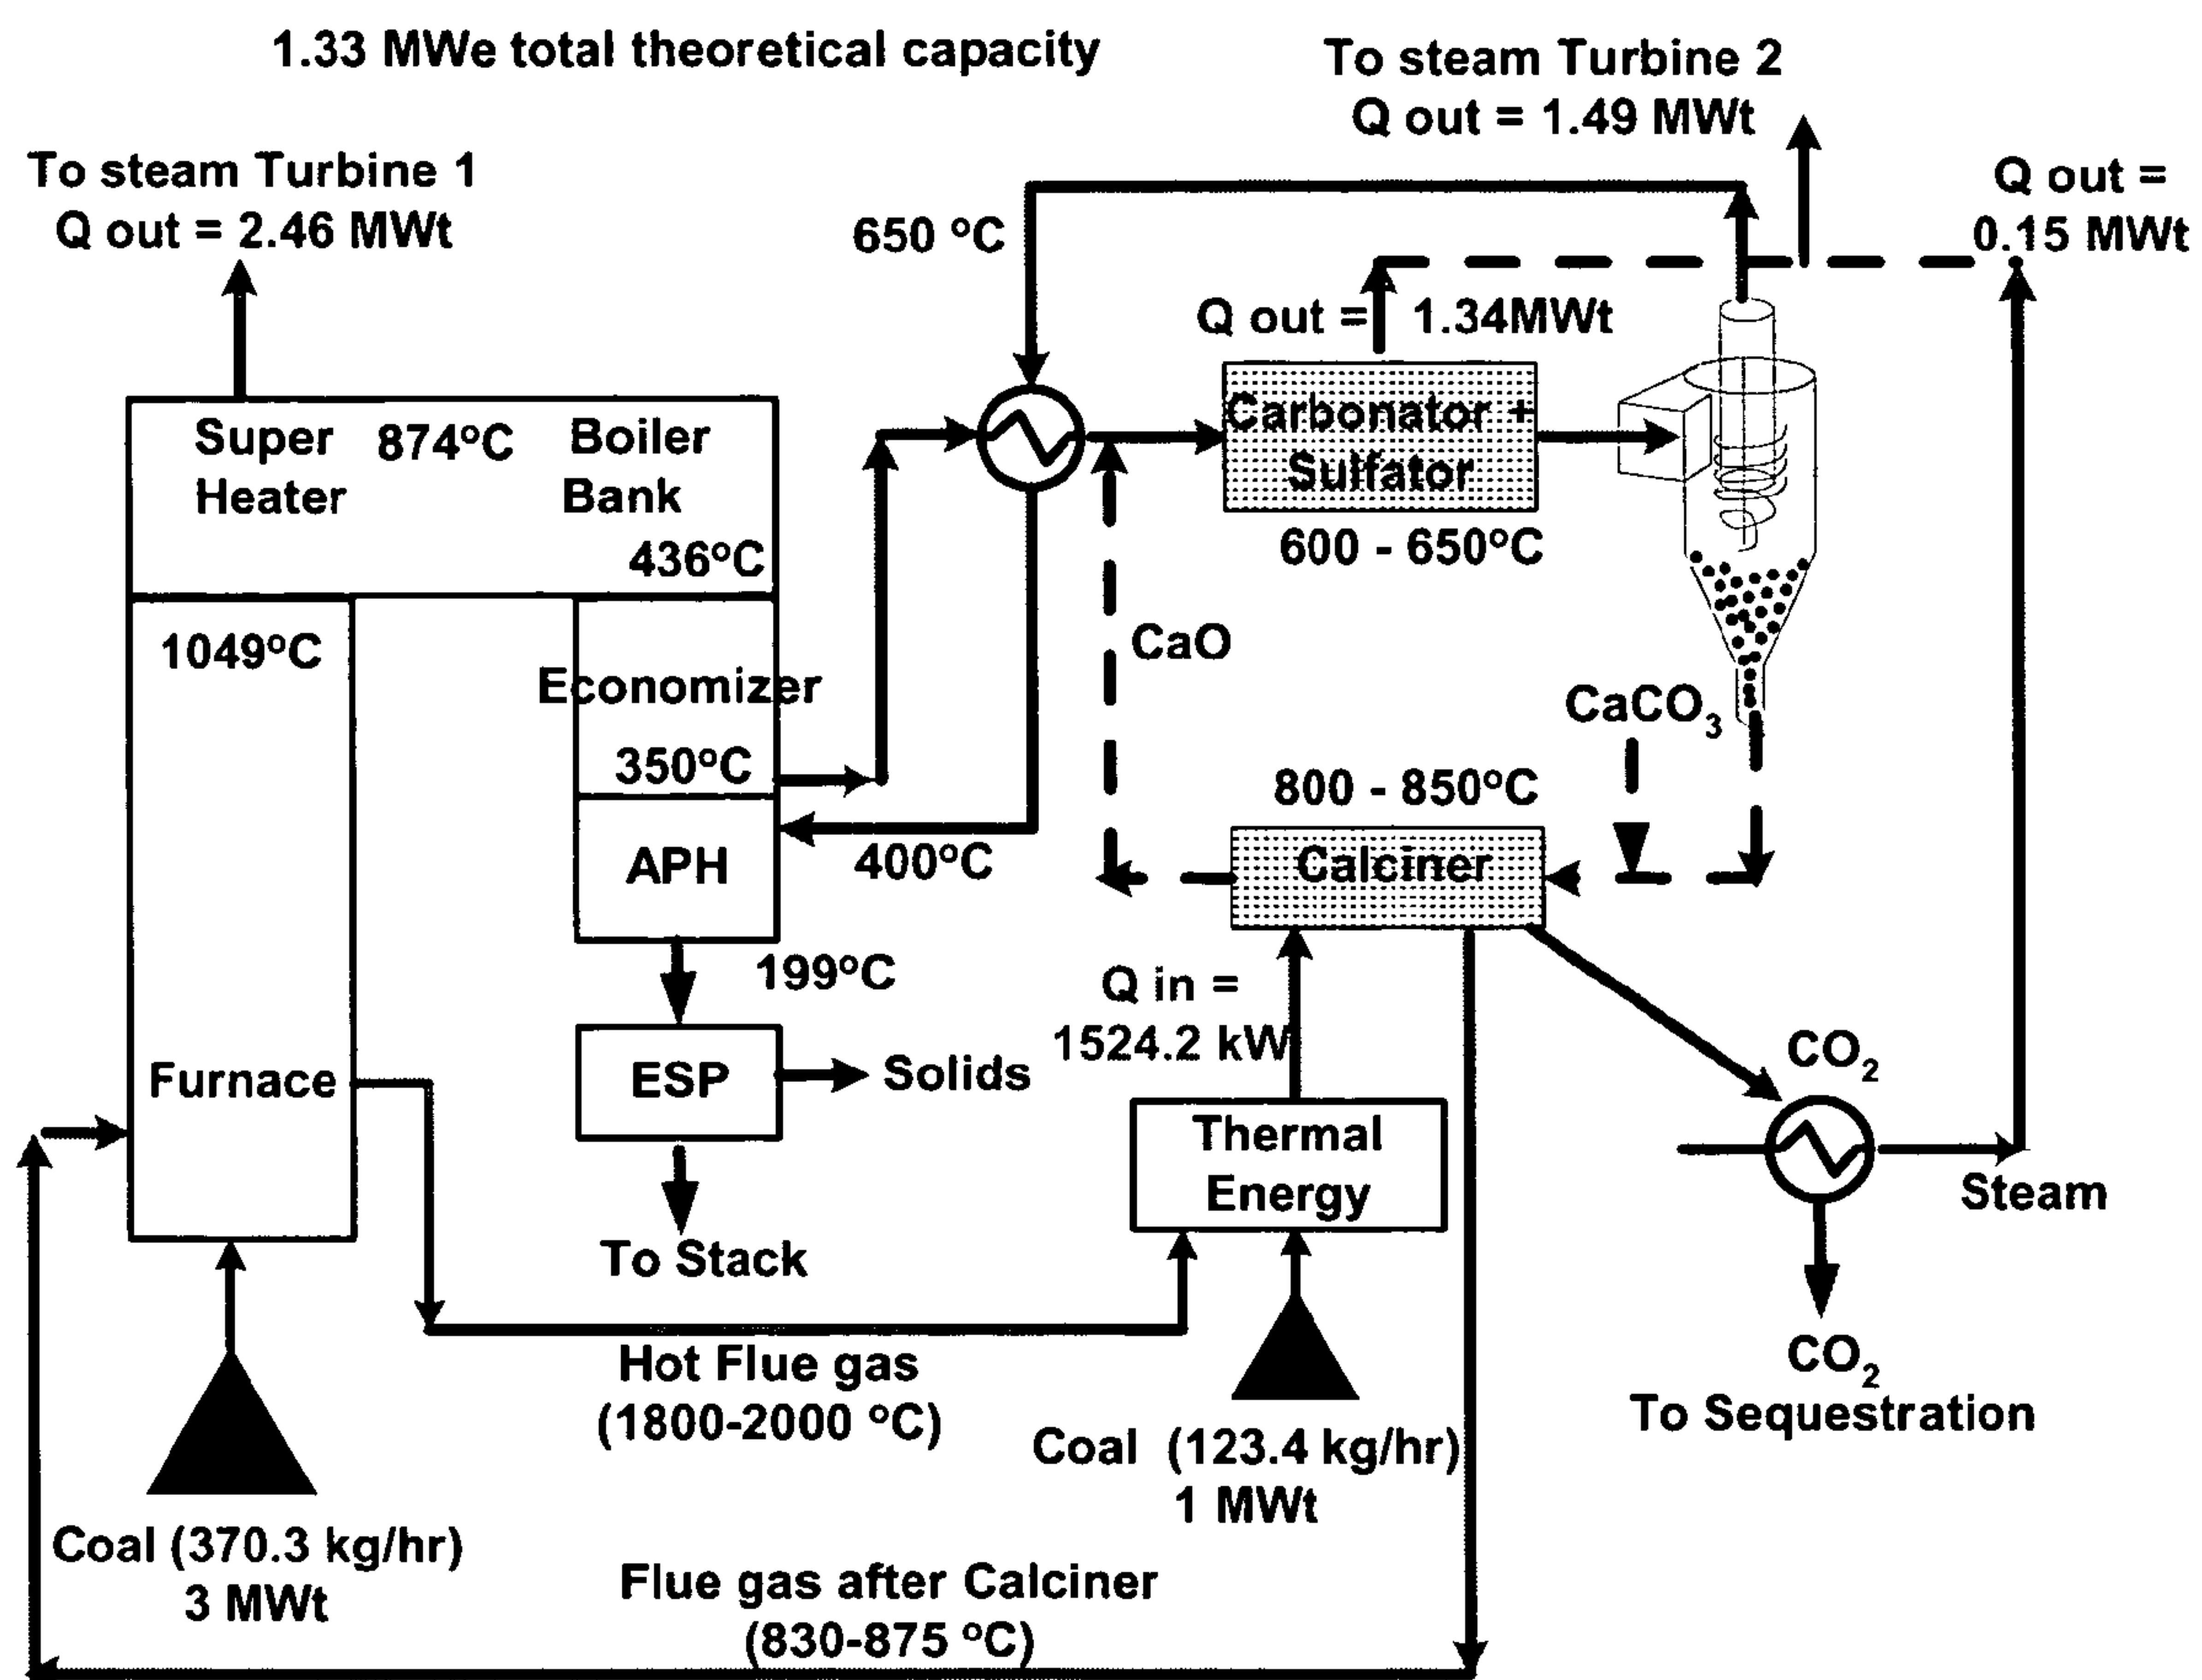 1.33 MWe total theoretical capacity
To steam Turbine 2
Q out = 1.49 MWt
To steam Turbine 1
Q out = 2.46 MWt
Q out =
0.15 MWt
650 °C
Q out = 1.34MWt
Super
Heater
874°C
Boiler
Bank
436°C
Carbonator +
Sulfator
600 - 650°C
1049°C
CaO
Economizer
350°C
CaCO₃
800 - 850°C
APH
400°C
Calciner
199°C
Q in =
1524.2 kW
CO₂
Furnace
ESP
Solids
Thermal
Energy
Steam
To Stack
Hot Flue gas
(1800-2000 °C)
CO₂
To Sequestration
Coal (123.4 kg/hr)
1 MWt
Coal (370.3 kg/hr)
3 MWt
Flue gas after Calciner
(830-875 °C)